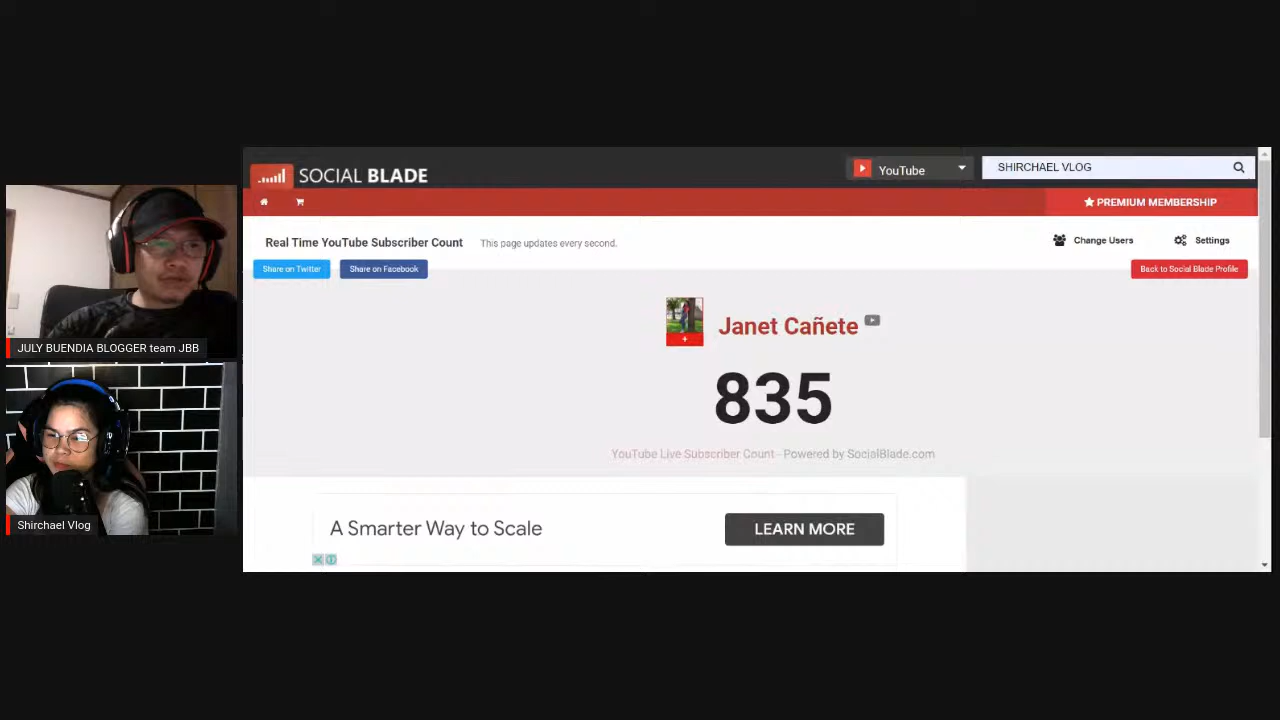 SOCIAL BLADE
YouTube
SHIRCHAEL VLOG
PREMIUM MEMBERSHIP
Real Time YouTube Subscriber Count
This page updates every second.
Change Users
Settings
Share on Twitter
Share on Facebook
Back to Social Blade Profile
Janet Cañete
835
YouTube Live Subscriber Count - Powered by SocialBlade.com
A Smarter Way to Scale
LEARN MORE
JULY BUENDIA BLOGGER team JBB
Shirchael Vlog